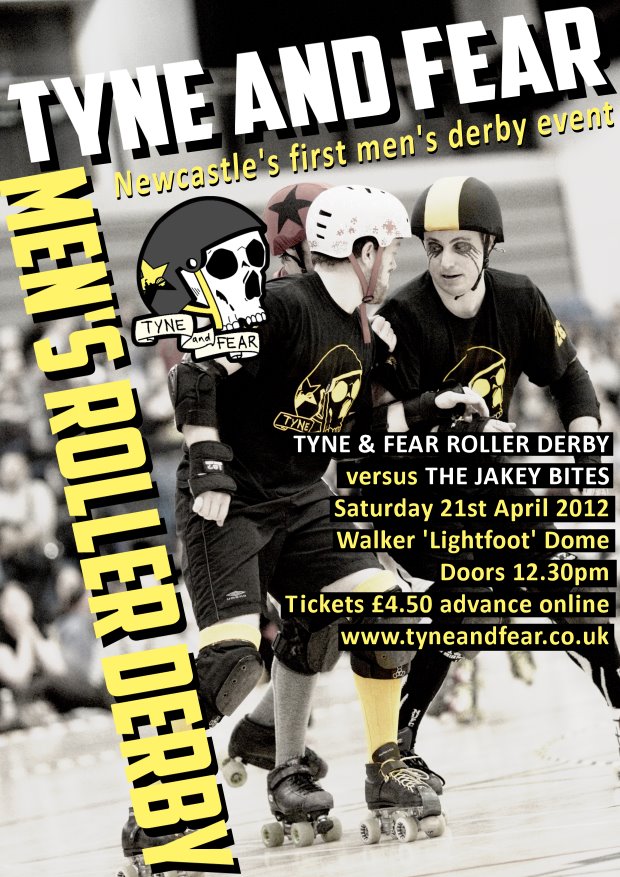 TYNE AND FEAR
Newcastle's first men's derby event
MEN'S ROLLER DERBY
TYNE and FEAR
TYNE
TYNE & FEAR ROLLER DERBY
versus THE JAKEY BITES
Saturday 21st April 2012
Walker 'Lightfoot' Dome
Doors 12.30pm
Tickets £4.50 advance online
www.tyneandfear.co.uk